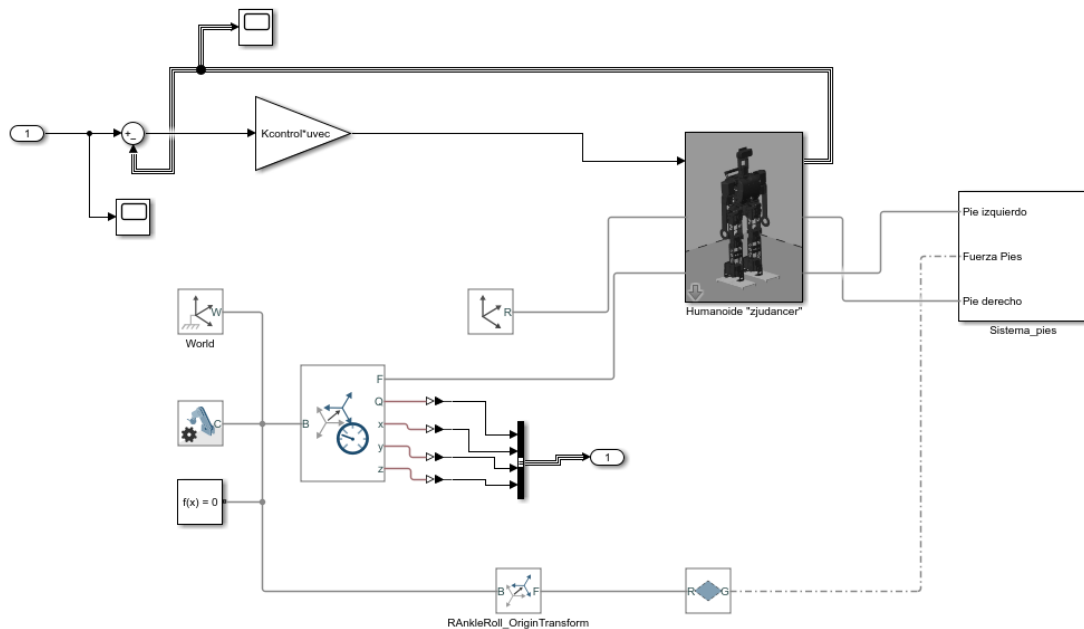 1
+
−
Kcontrol*uvec
Humanoide "zjudancer"
Pie izquierdo
Fuerza Pies
Pie derecho
Sistema_pies
W
World
R
C
B
F
Q
x
y
z
1
f(x) = 0
B
F
RAnkleRoll_OriginTransform
R
G